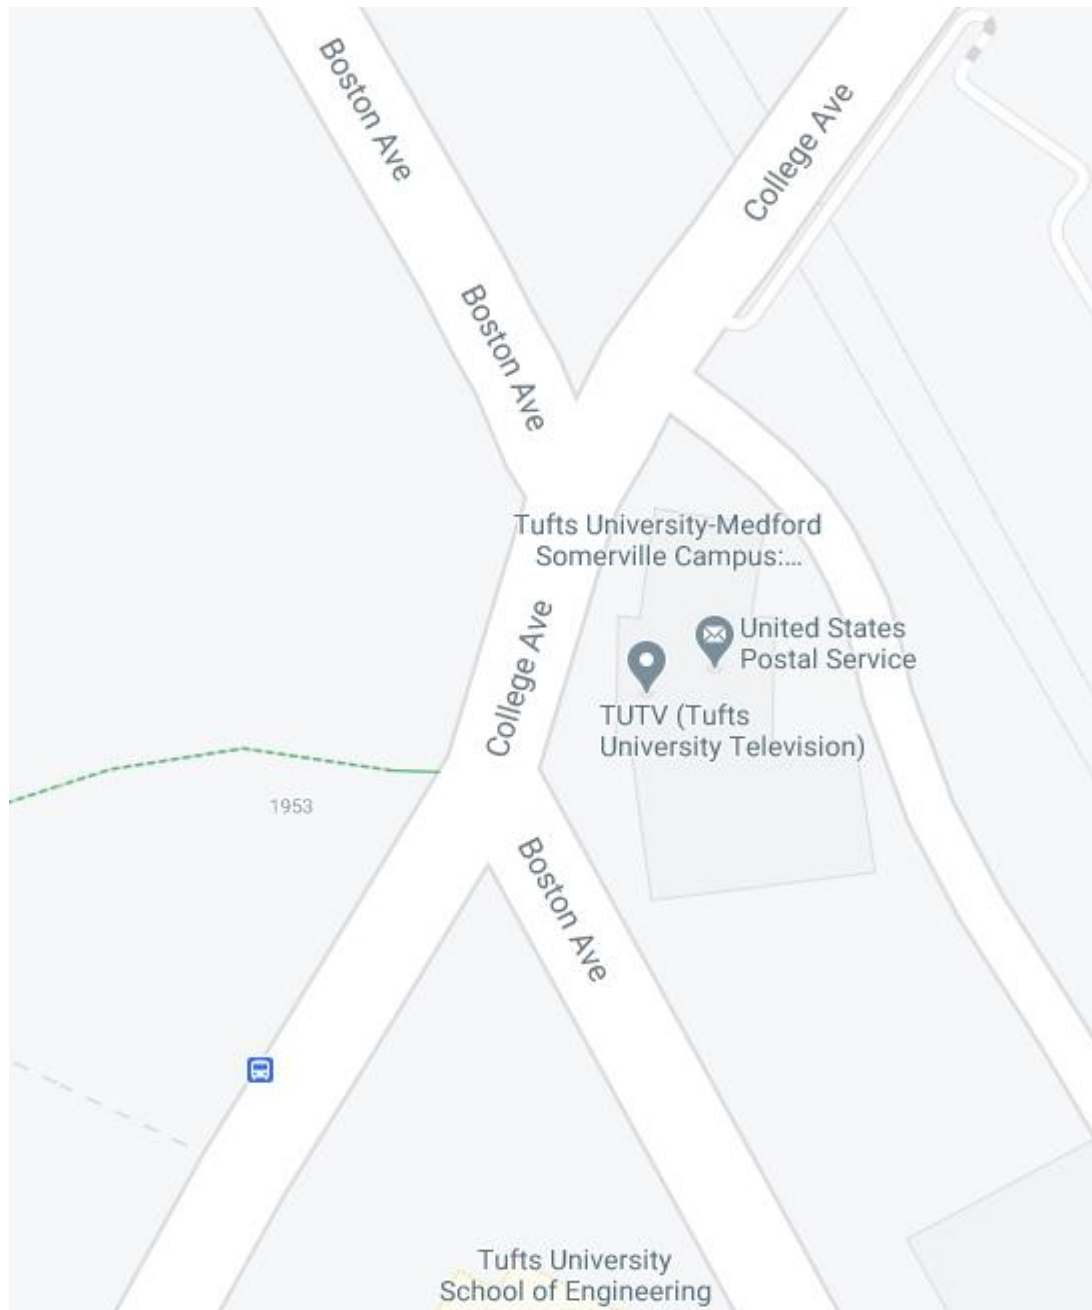 Boston Ave
College Ave
Boston Ave
Tufts University-Medford
Somerville Campus:...
United States
Postal Service
College Ave
TUTV (Tufts
University Television)
1953
Boston Ave
Tufts University
School of Engineering